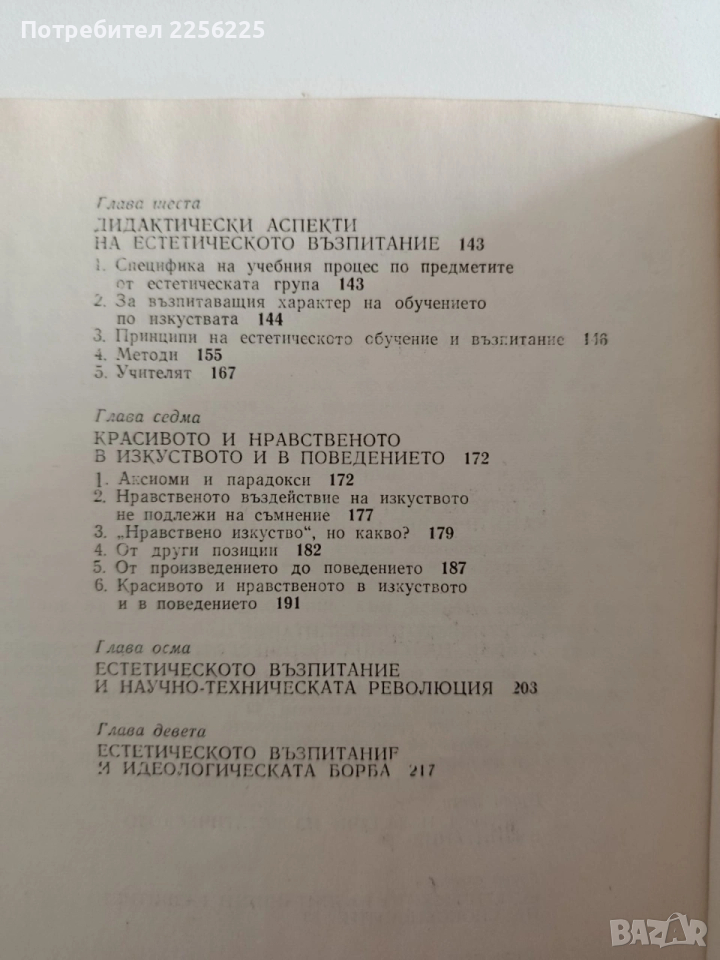 Потребител 2256225
Глава шеста
ДИДАКТИЧЕСКИ АСПЕКТИ
НА ЕСТЕТИЧЕСКОТО ВЪЗПИТАНИЕ 143
1. Специфика на учебния процес по предметите
от естетическата група 143
2. За възпитаващия характер на обучението
по изкуствата 144
3. Принципи на естетическото обучение и възпитание 146
4. Методи 155
5. Учителят 167
Глава седма
КРАСИВОТО И НРАВСТВЕНОТО
В ИЗКУСТВОТО И В ПОВЕДЕНИЕТО 172
1. Аксиоми и парадокси 172
2. Нравственото въздействие на изкуството
не подлежи на съмнение 177
3. „Нравствено изкуство“, но какво? 179
4. От други позиции 182
5. От произведението до поведението 187
6. Красивото и нравственото в изкуството
и в поведението 191
Глава осма
ЕСТЕТИЧЕСКОТО ВЪЗПИТАНИЕ
И НАУЧНО-ТЕХНИЧЕСКАТА РЕВОЛЮЦИЯ 203
Глава девета
ЕСТЕТИЧЕСКОТО ВЪЗПИТАНИЕ
И ИДЕОЛОГИЧЕСКАТА БОРБА 217
BAZAR